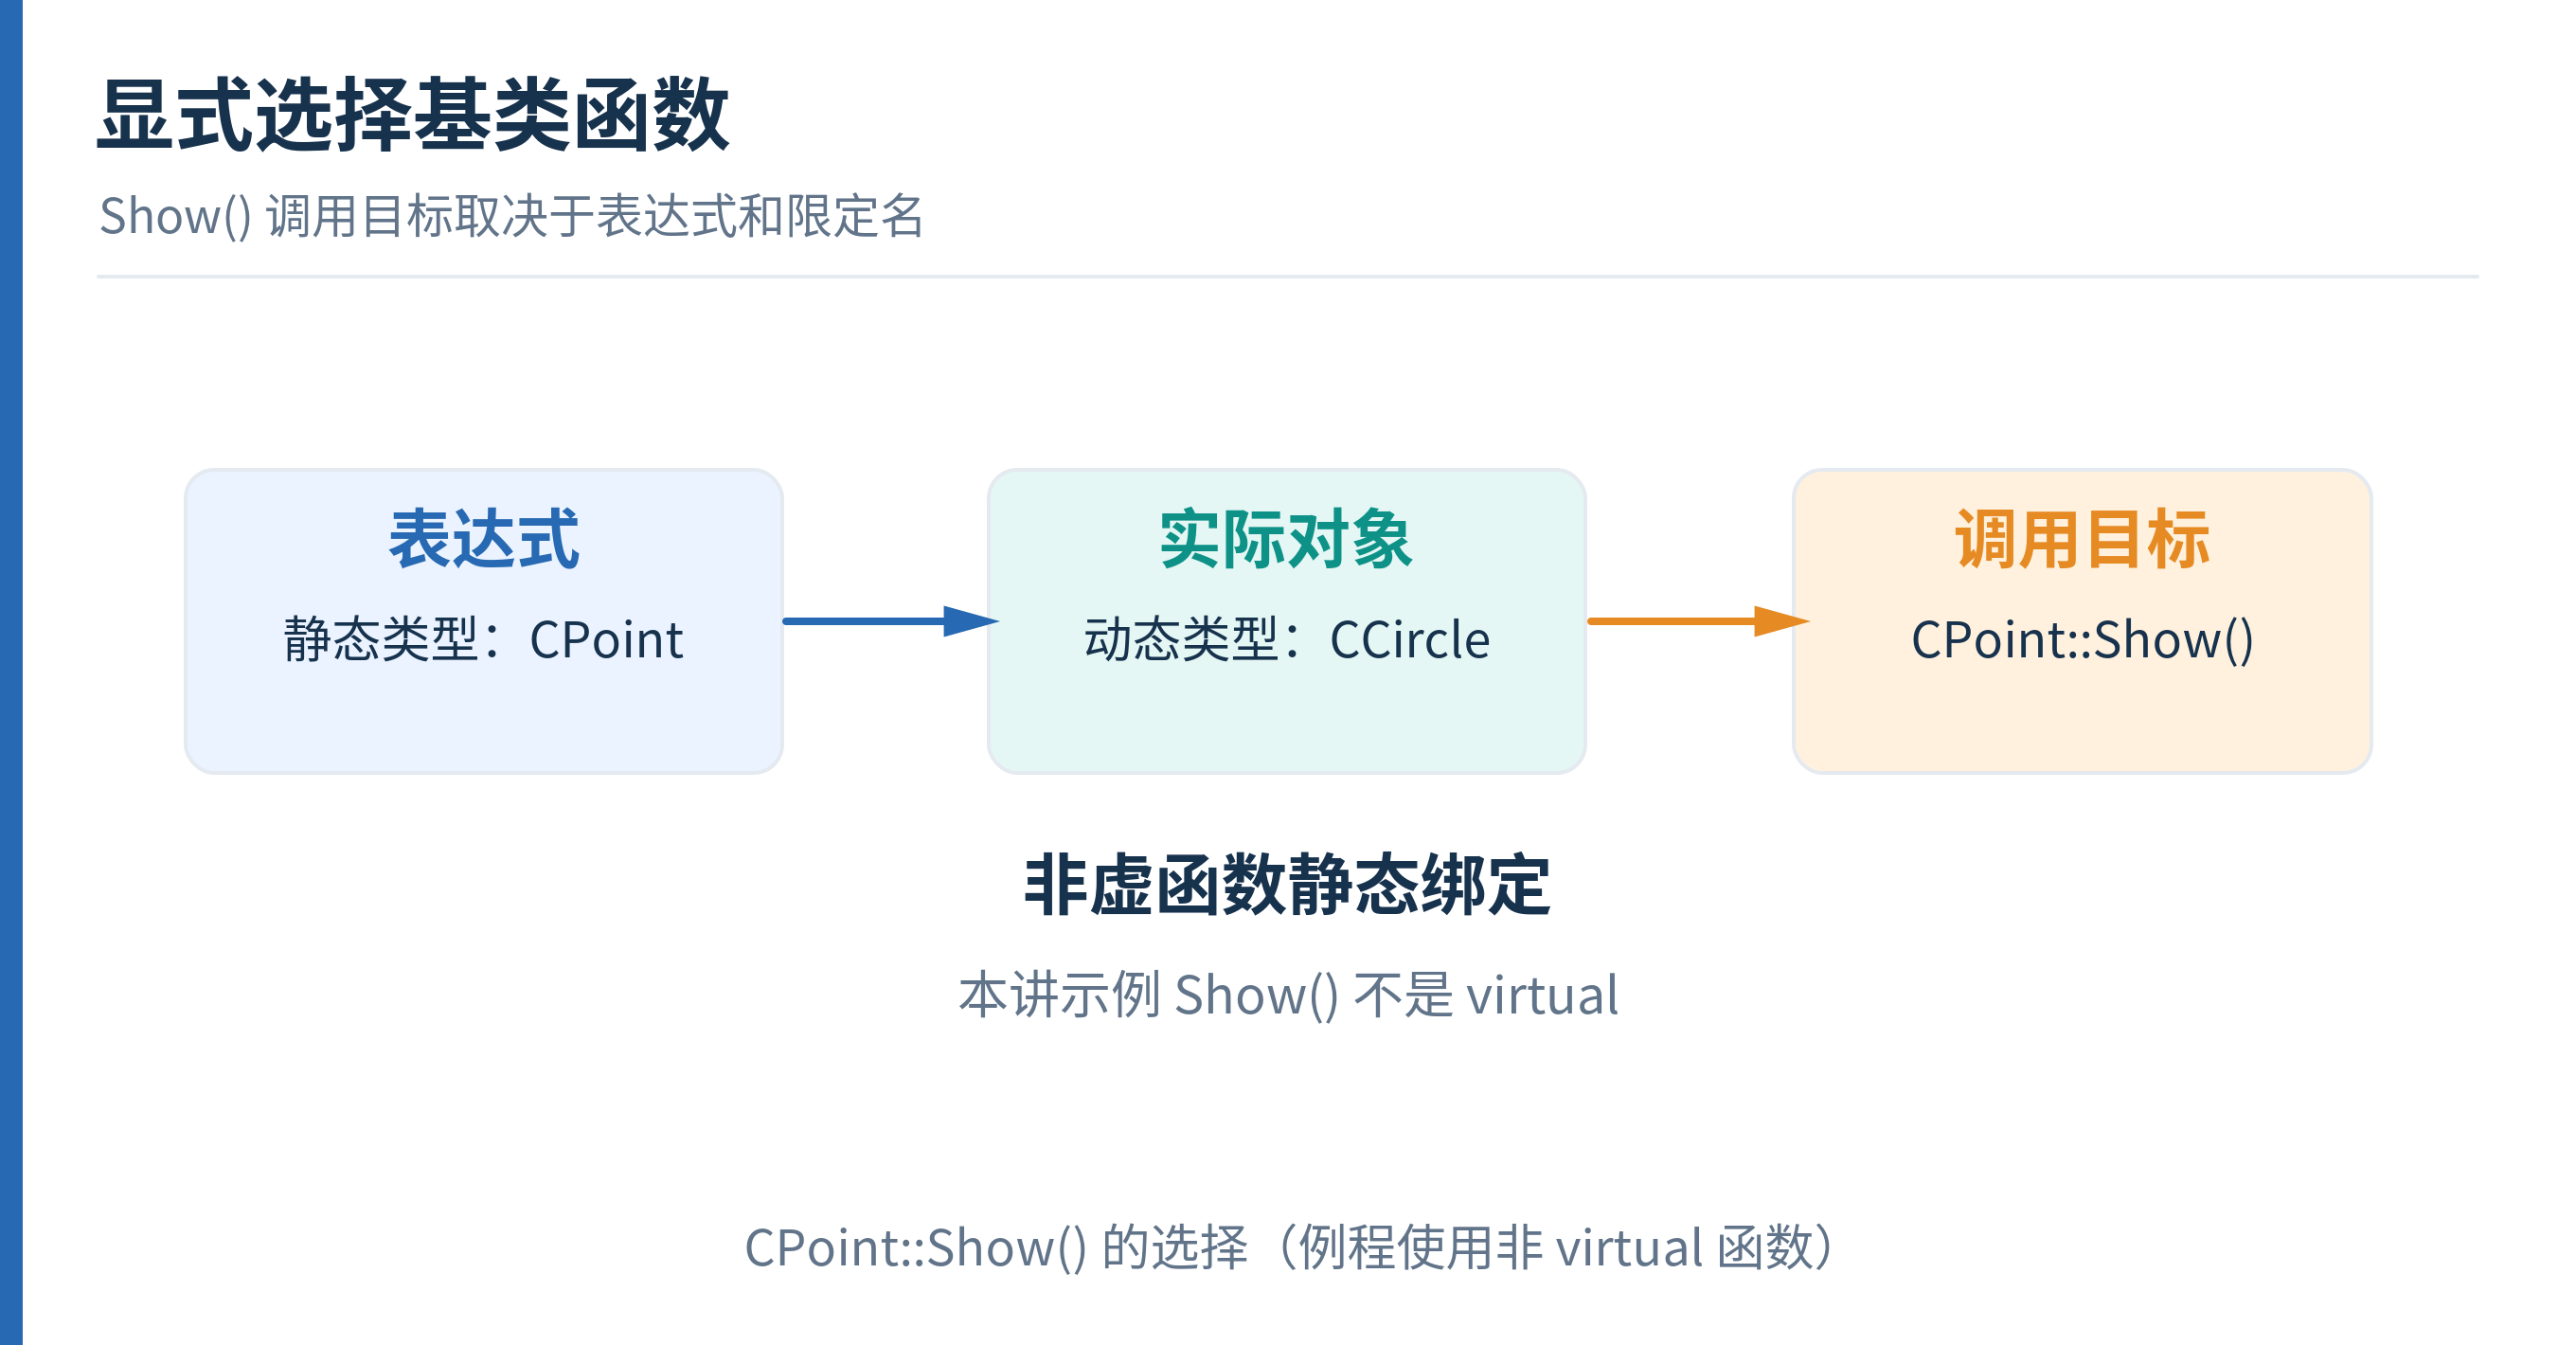 显式选择基类函数
Show() 调用目标取决于表达式和限定名
表达式
静态类型：CPoint
实际对象
动态类型：CCircle
调用目标
CPoint::Show()
非虚函数静态绑定
本讲示例 Show() 不是 virtual
CPoint::Show() 的选择（例程使用非 virtual 函数）